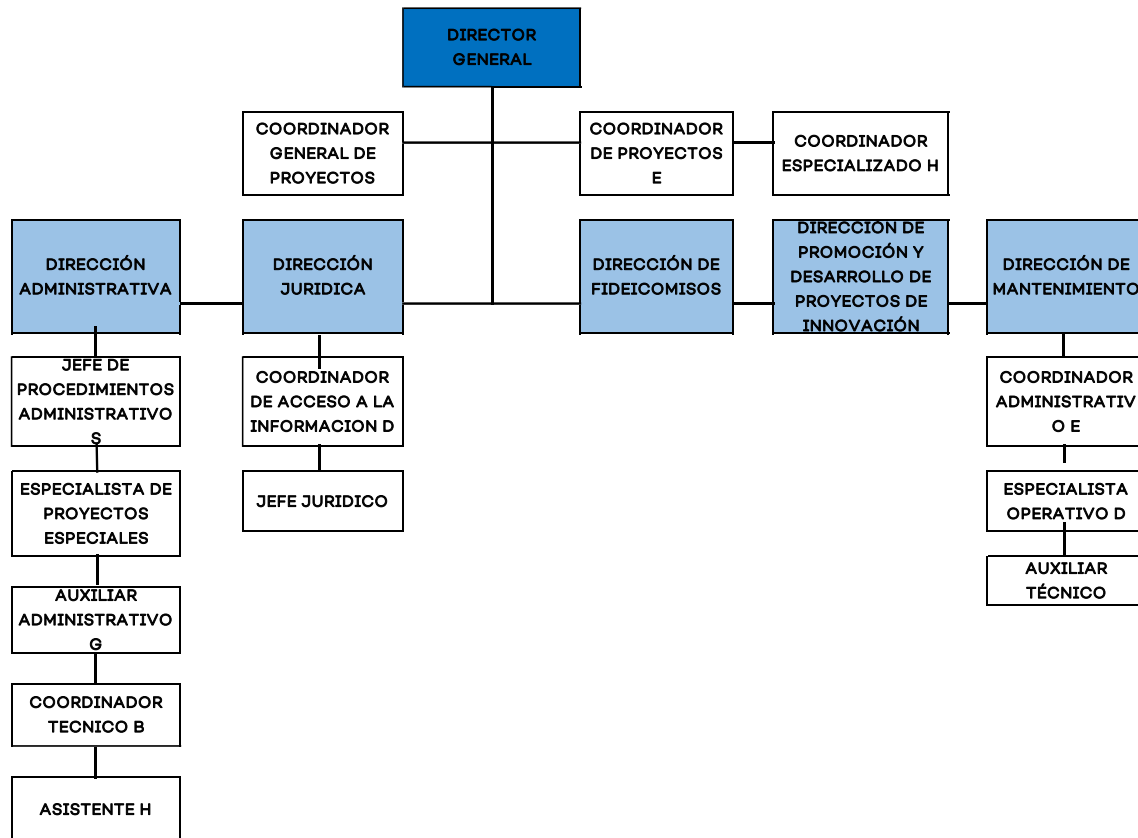 DIRECTOR
GENERAL
COORDINADOR
GENERAL DE
PROYECTOS
COORDINADOR
DE PROYECTOS
E
COORDINADOR
ESPECIALIZADO H
DIRECCIÓN
ADMINISTRATIVA
DIRECCIÓN
JURIDICA
DIRECCIÓN DE
FIDEICOMISOS
DIRECCION DE
PROMOCIÓN Y
DESARROLLO DE
PROYECTOS DE
INNOVACIÓN
DIRECCIÓN DE
MANTENIMIENTO
JEFE DE
PROCEDIMIENTOS
ADMINISTRATIVO
S
COORDINADOR
DE ACCESO A LA
INFORMACION D
COORDINADOR
ADMINISTRATIV
O E
ESPECIALISTA DE
PROYECTOS
ESPECIALES
JEFE JURIDICO
ESPECIALISTA
OPERATIVO D
AUXILIAR
ADMINISTRATIVO
G
AUXILIAR
TÉCNICO
COORDINADOR
TECNICO B
ASISTENTE H